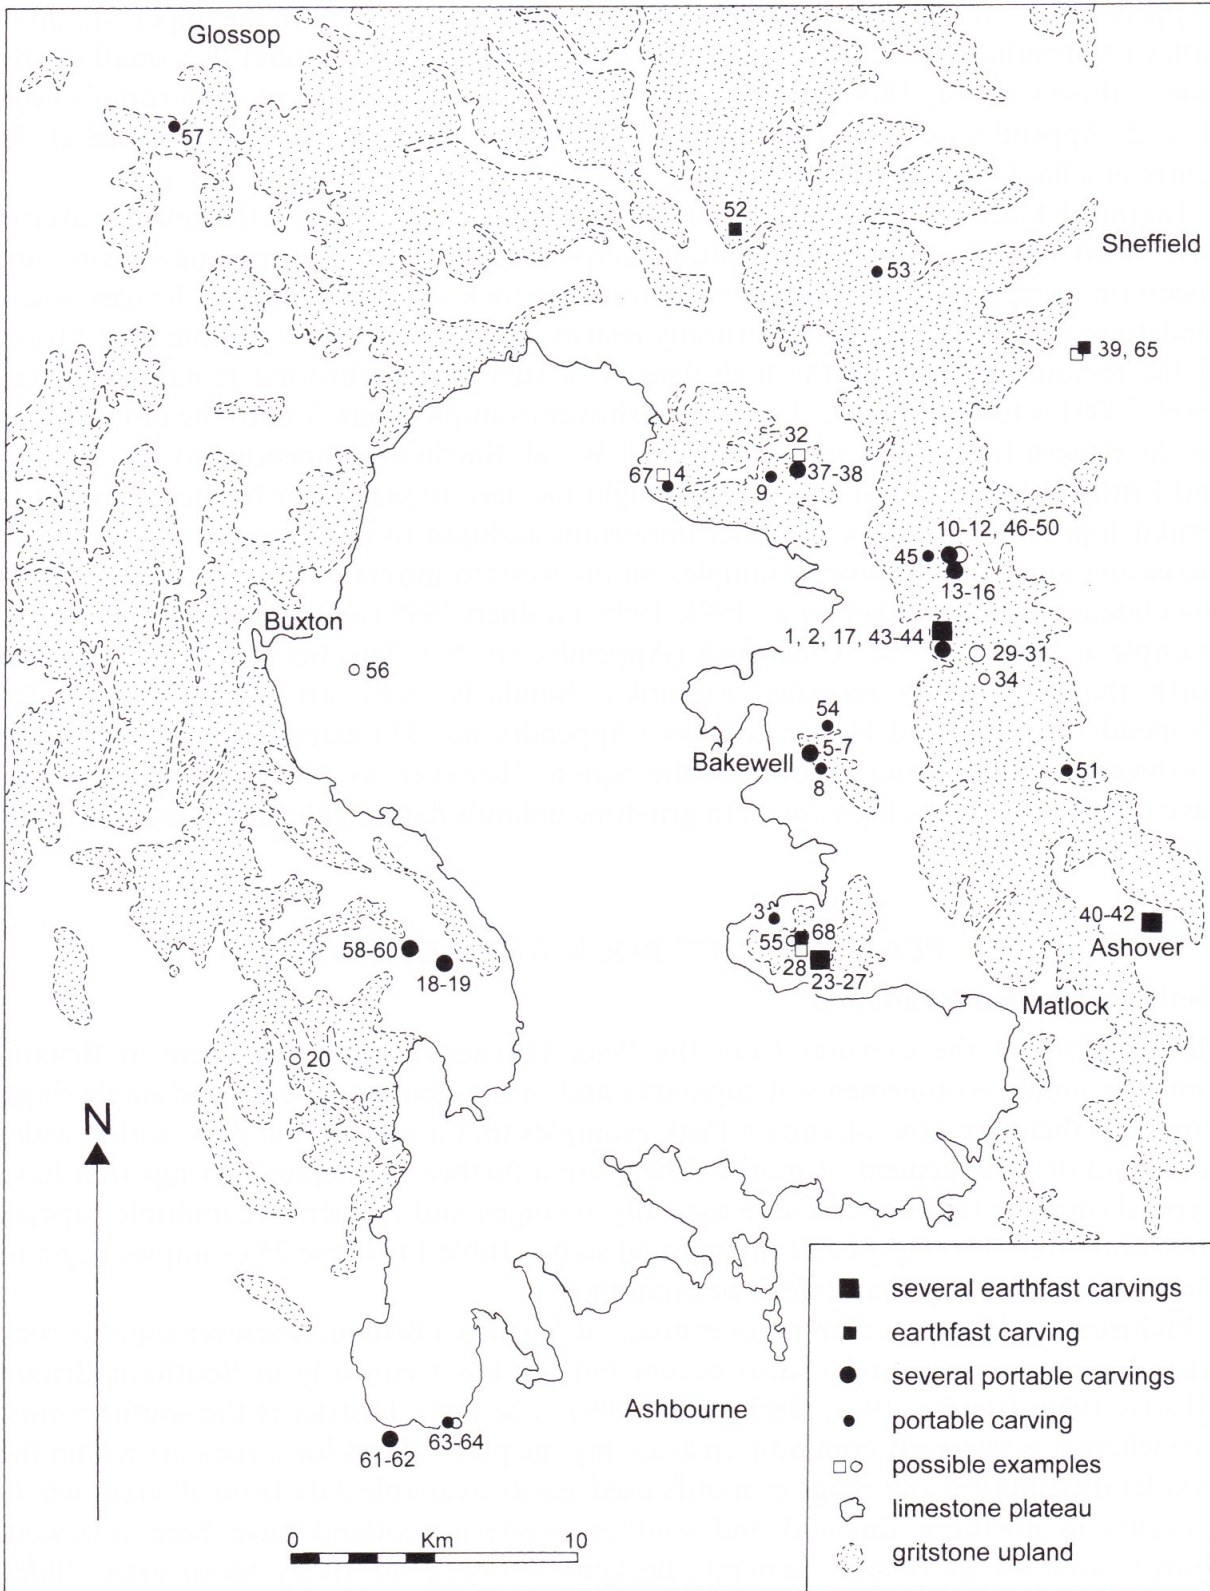 Glossop
57
52
Sheffield
53
39, 65
32
67 4
37-38
9
10-12, 46-50
45
13-16
Buxton
1, 2, 17, 43-44
29-31
56
34
54
5-7
Bakewell
8
51
3
40-42
68
55
Ashover
58-60
28
18-19
23-27
Matlock
20
N
several earthfast carvings
earthfast carving
several portable carvings
Ashbourne
portable carving
63-64
61-62
possible examples
limestone plateau
0 Km 10
gritstone upland